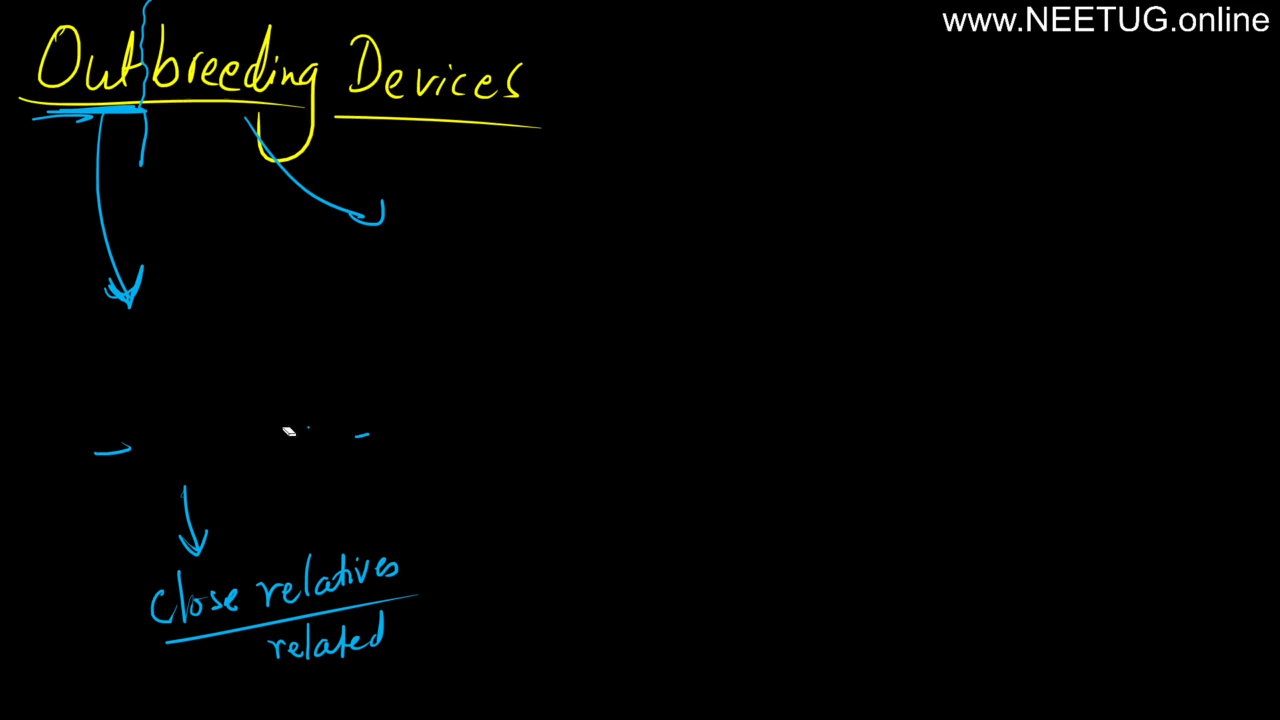 www.NEETUG.online
Outbreeding Devices
Close relatives
related